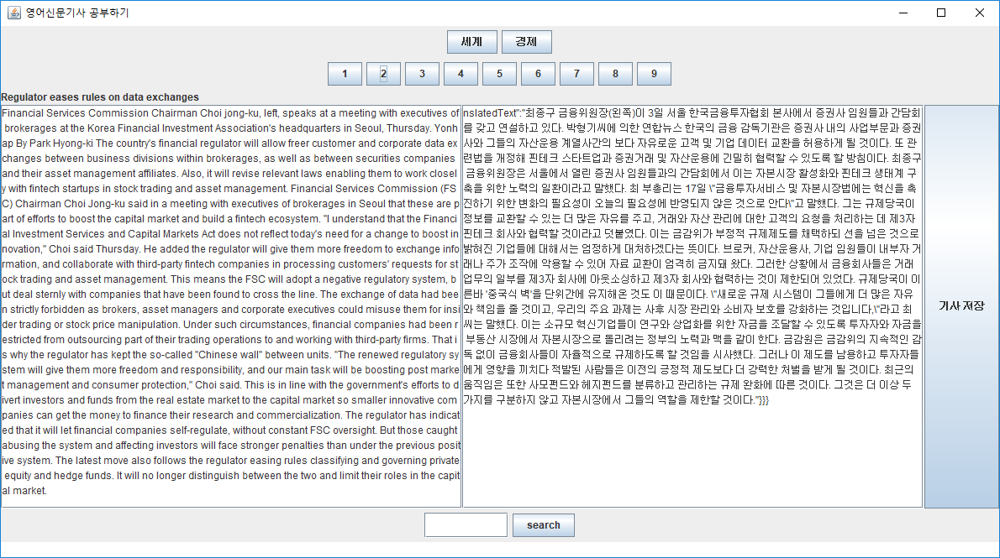 영어신문기사 공부하기
세계 경제
1 2 3 4 5 6 7 8 9
Regulator eases rules on data exchanges
Financial Services Commission Chairman Choi jong-ku, left, speaks at a meeting with executives of
 brokerages at the Korea Financial Investment Association's headquarters in Seoul, Thursday. Yonh
ap By Park Hyong-ki The country's financial regulator will allow freer customer and corporate data ex
changes between business divisions within brokerages, as well as between securities companies
and their asset management affiliates. Also, it will revise relevant laws enabling them to work closel
y with fintech startups in stock trading and asset management. Financial Services Commission (FS
C) Chairman Choi Jong-ku said in a meeting with executives of brokerages in Seoul that these are p
art of efforts to boost the capital market and build a fintech ecosystem. "I understand that the Financi
al Investment Services and Capital Markets Act does not reflect today's need for a change to boost in
novation," Choi said Thursday. He added the regulator will give them more freedom to exchange info
rmation, and collaborate with third-party fintech companies in processing customers' requests for st
ock trading and asset management. This means the FSC will adopt a negative regulatory system, b
ut deal sternly with companies that have been found to cross the line. The exchange of data had bee
n strictly forbidden as brokers, asset managers and corporate executives could misuse them for insi
der trading or stock price manipulation. Under such circumstances, financial companies had been r
estricted from outsourcing part of their trading operations to and working with third-party firms. That i
s why the regulator has kept the so-called "Chinese wall" between units. "The renewed regulatory sy
stem will give them more freedom and responsibility, and our main task will be boosting post marke
t management and consumer protection," Choi said. This is in line with the government's efforts to d
ivert investors and funds from the real estate market to the capital market so smaller innovative com
panies can get the money to finance their research and commercialization. The regulator has indicat
ed that it will let financial companies self-regulate, without constant FSC oversight. But those caught
abusing the system and affecting investors will face stronger penalties than under the previous posit
ive system. The latest move also follows the regulator easing rules classifying and governing private
 equity and hedge funds. It will no longer distinguish between the two and limit their roles in the capit
al market.
nslatedText":"최종구 금융위원장(왼쪽)이 3일 서울 한국금융투자협회 본사에서 증권사 임원들과 간담회
를 갖고 연설하고 있다. 박형기씨에 의한 연합뉴스 한국의 금융 감독기관은 증권사 내의 사업부문과 증권
사와 그들의 자산운용 계열사간의 보다 자유로운 고객 및 기업 데이터 교환을 허용하게 될 것이다. 또 관
련법을 개정해 핀테크 스타트업과 증권거래 및 자산운용에 긴밀히 협력할 수 있도록 할 방침이다. 최종구
 금융위원장은 서울에서 열린 증권사 임원들과의 간담회에서 이는 자본시장 활성화와 핀테크 생태계 구
축을 위한 노력의 일환이라고 말했다. 최 부총리는 17일 \"금융투자서비스 및 자본시장법에는 혁신을 촉
진하기 위한 변화의 필요성이 오늘의 필요성에 반영되지 않은 것으로 안다\"고 말했다. 그는 규제당국이
정보를 교환할 수 있는 더 많은 자유를 주고, 거래와 자산 관리에 대한 고객의 요청을 처리하는 데 제3자
핀테크 회사와 협력할 것이라고 덧붙였다. 이는 금감위가 부정적 규제제도를 채택하되 선을 넘은 것으로
밝혀진 기업들에 대해서는 엄정하게 대처하겠다는 뜻이다. 브로커, 자산운용사, 기업 임원들이 내부자 거
래나 주가 조작에 악용할 수 있어 자료 교환이 엄격히 금지돼 왔다. 그러한 상황에서 금융회사들은 거래
업무의 일부를 제3자 회사에 아웃소싱하고 제3자 회사와 협력하는 것이 제한되어 있었다. 규제당국이 이
른바 '중국식 벽'을 단위간에 유지해온 것도 이 때문이다. \"새로운 규제 시스템이 그들에게 더 많은 자유
와 책임을 줄 것이고, 우리의 주요 과제는 사후 시장 관리와 소비자 보호를 강화하는 것입니다,\"라고 최
씨는 말했다. 이는 소규모 혁신기업들이 연구와 상업화를 위한 자금을 조달할 수 있도록 투자자와 자금을
 부동산 시장에서 자본시장으로 돌리려는 정부의 노력과 맥을 같이 한다. 금감원은 금감위의 지속적인 감
독 없이 금융회사들이 자율적으로 규제하도록 할 것임을 시사했다. 그러나 이 제도를 남용하고 투자자들
에게 영향을 끼치다 적발된 사람들은 이전의 긍정적 제도보다 더 강력한 처벌을 받게 될 것이다. 최근의
움직임은 또한 사모펀드와 헤지펀드를 분류하고 관리하는 규제 완화에 따른 것이다. 그것은 더 이상 두
가지를 구분하지 않고 자본시장에서 그들의 역할을 제한할 것이다."}}}
기사 저장
search